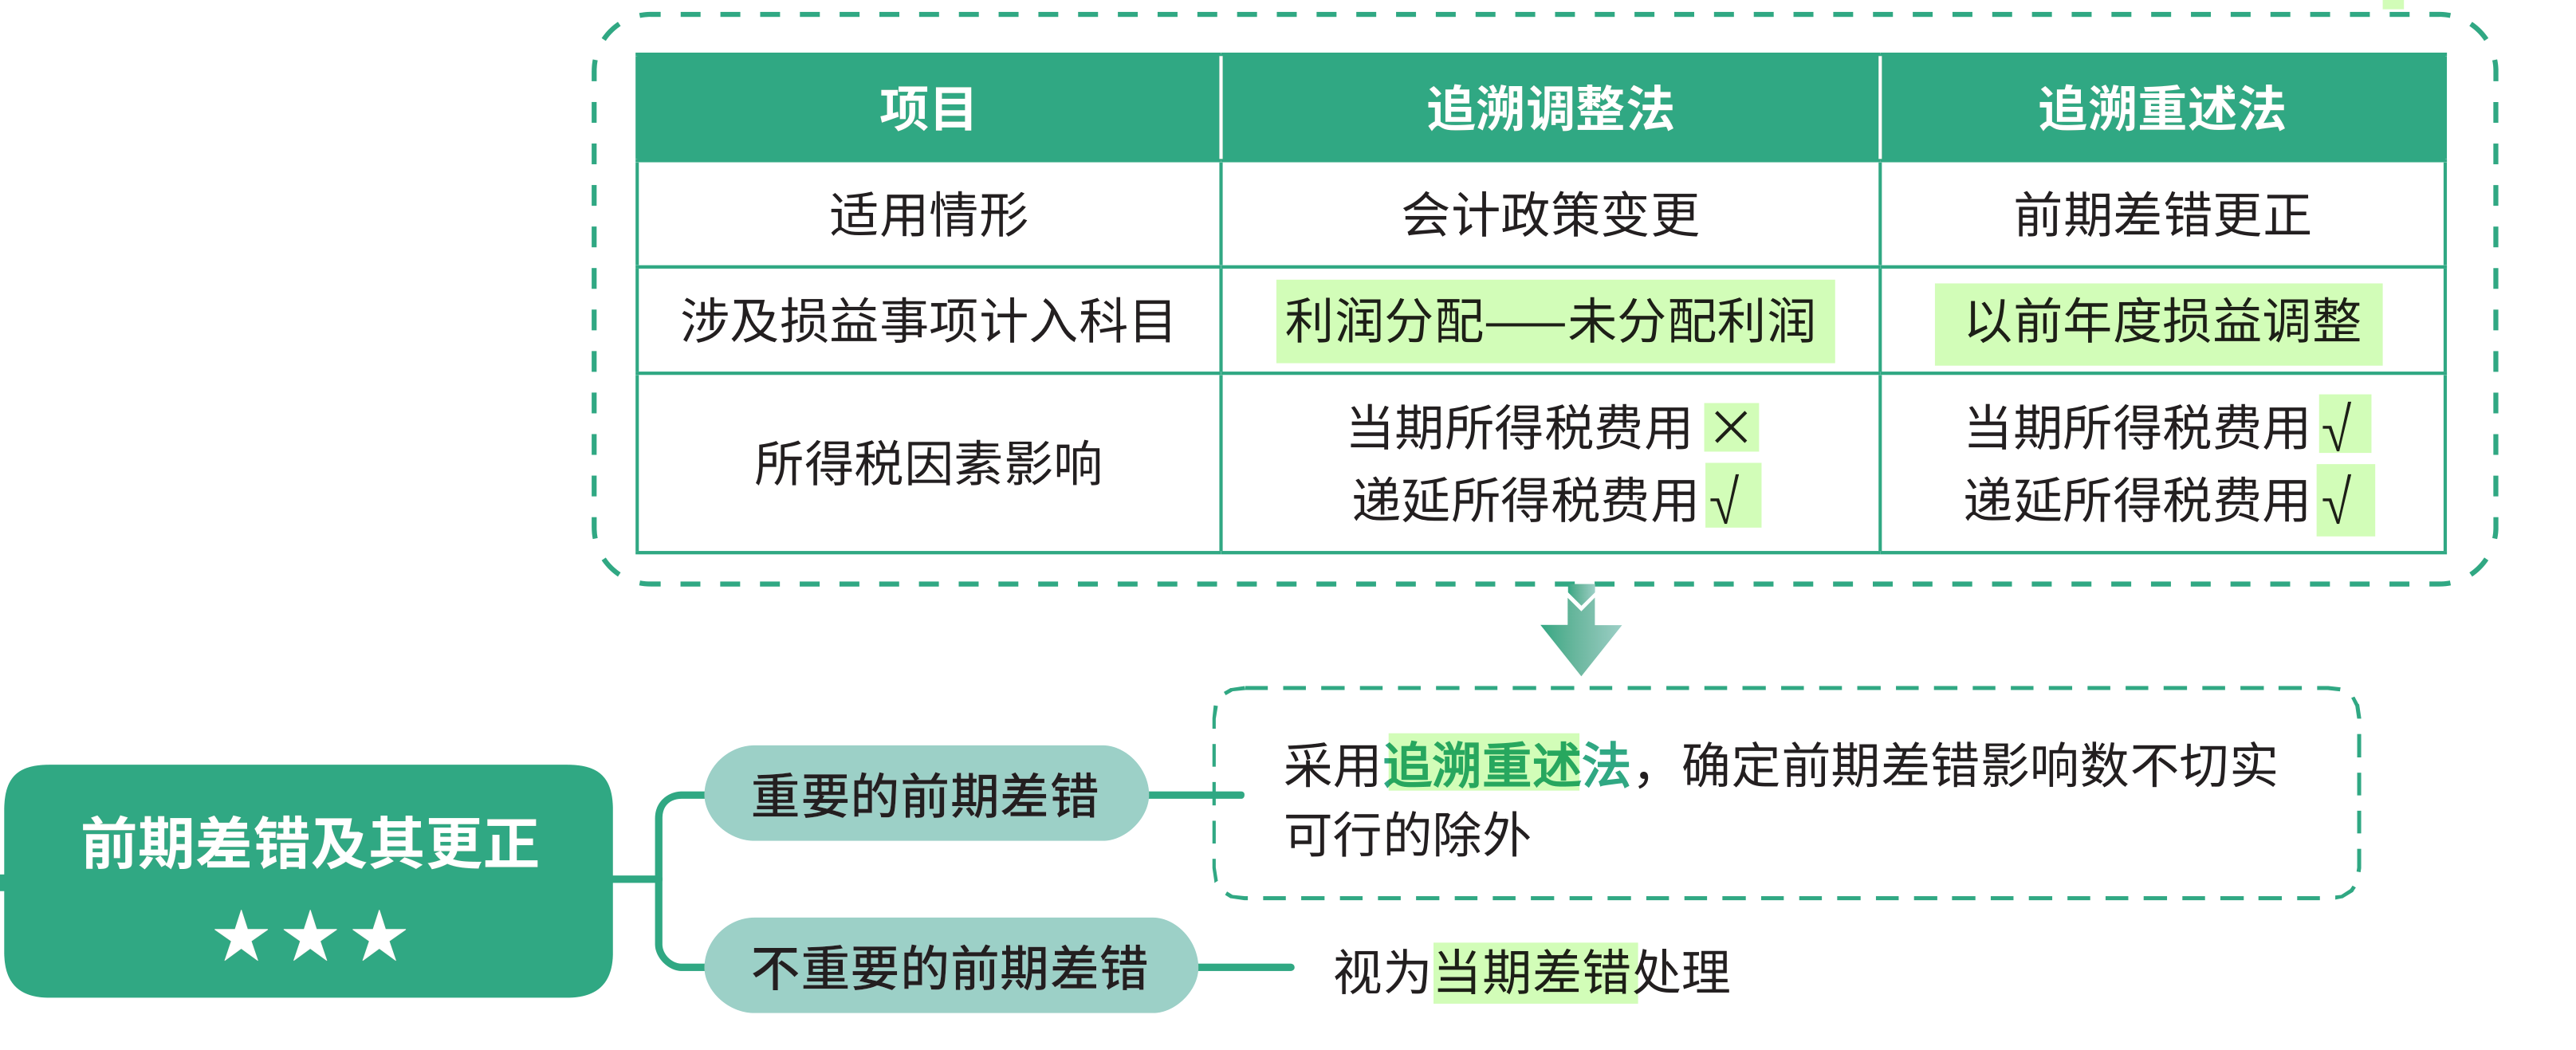 项目 追溯调整法 追溯重述法
适用情形 会计政策变更 前期差错更正
涉及损益事项计入科目 利润分配——未分配利润 以前年度损益调整
所得税因素影响 当期所得税费用 × 当期所得税费用 √
递延所得税费用 √ 递延所得税费用 √
前期差错及其更正
★★★
重要的前期差错
采用追溯重述法，确定前期差错影响数不切实
可行的除外
不重要的前期差错
视为当期差错处理